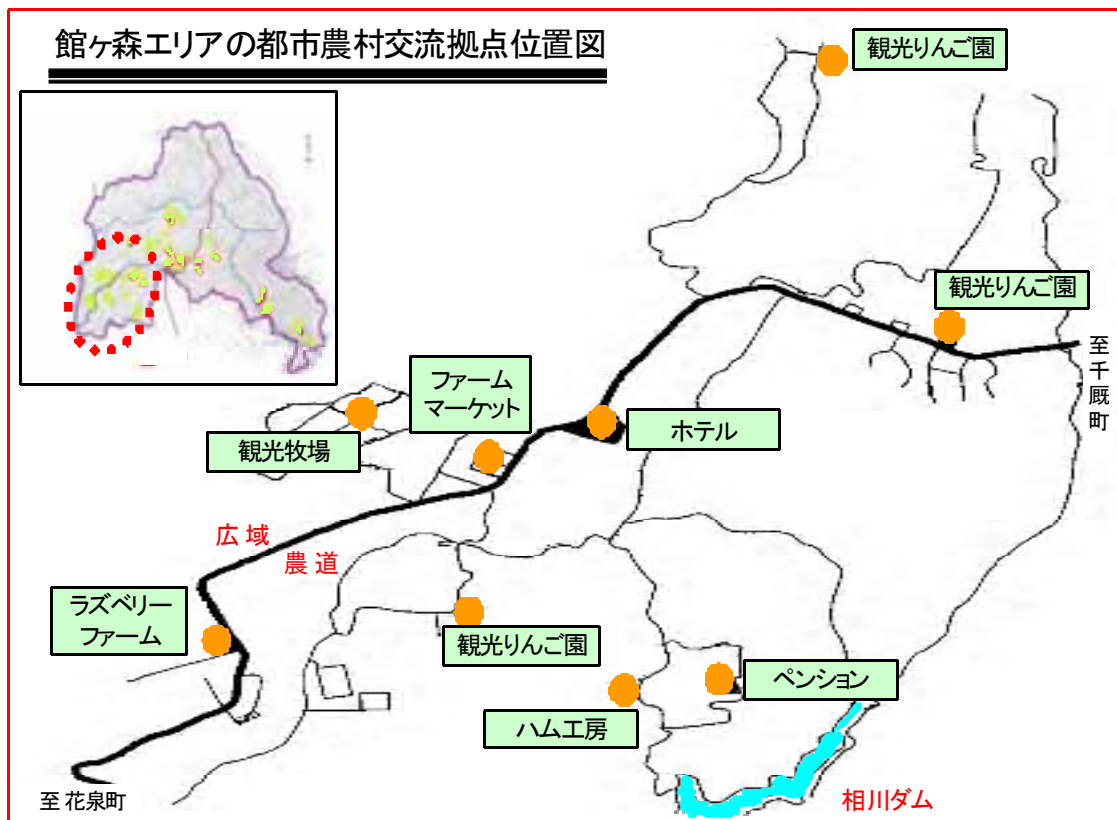 館ヶ森エリアの都市農村交流拠点位置図
観光りんご園
観光りんご園
至千厩町
ファーム
マーケット
ホテル
観光牧場
広域
農道
ラズベリー
ファーム
観光りんご園
ペンション
ハム工房
至花泉町
相川ダム